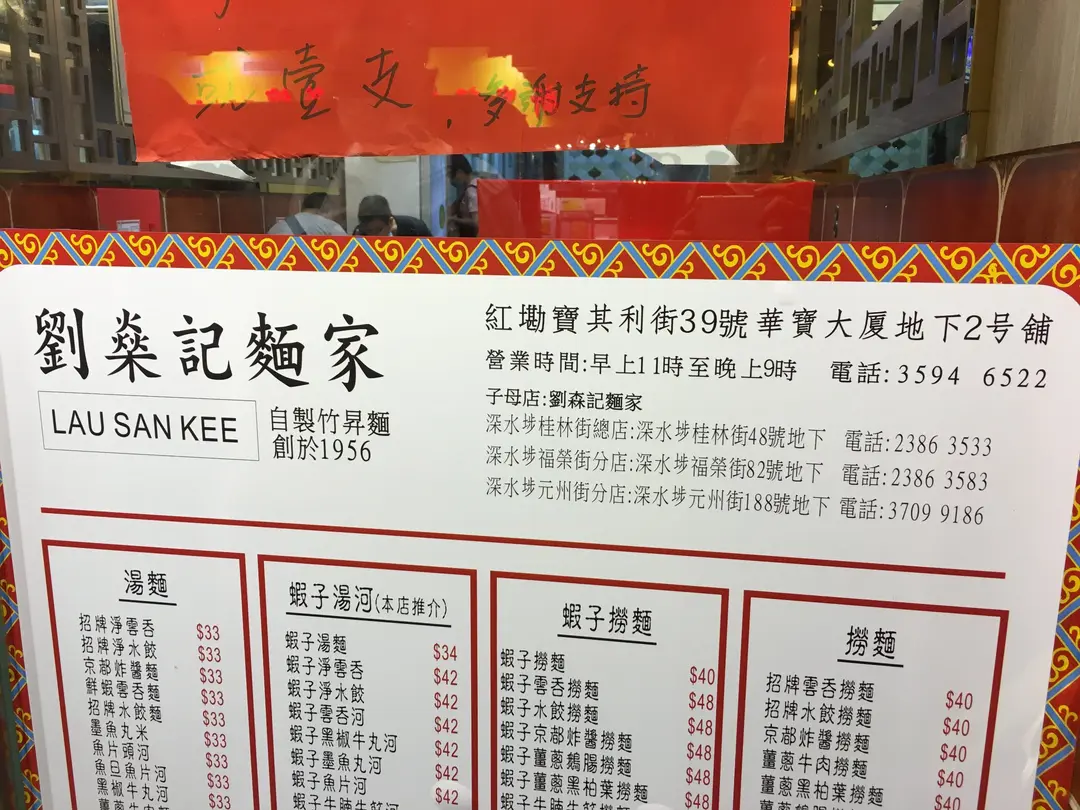 壹支，多謝支持
劉燊記麵家
LAU SAN KEE
自製竹昇麵
創於1956
紅墈寶其利街39號華寶大厦地下2号舖
營業時間:早上11時至晚上9時 電話:3594 6522
子母店:劉森記麵家
深水埗桂林街總店:深水埗桂林街48號地下 電話:2386 3533
深水埗福榮街分店:深水埗福榮街82號地下 電話:2386 3583
深水埗元州街分店:深水埗元州街188號地下 電話:3709 9186
湯麵
招牌淨雲吞 $33
招牌淨水餃 $33
京都炸醬麵 $33
鮮蝦雲吞麵 $33
招牌水餃麵 $33
墨魚丸米 $33
魚片頭河 $33
魚旦魚片河 $33
黑椒牛丸 $33
蝦子湯河(本店推介)
蝦子湯麵 $34
蝦子淨雲吞 $42
蝦子淨水餃 $42
蝦子雲吞河 $42
蝦子黑椒牛丸河 $42
蝦子墨魚丸河 $42
蝦子魚片河 $42
蝦子撈麵
蝦子撈麵 $40
蝦子雲吞撈麵 $48
蝦子水餃撈麵 $48
蝦子京都炸醬撈麵 $48
蝦子薑蔥鵝腸撈麵 $48
蝦子薑蔥黑柏葉撈麵 $48
撈麵
招牌雲吞撈麵 $40
招牌水餃撈麵 $40
京都炸醬撈麵 $40
薑蔥牛肉撈麵 $40